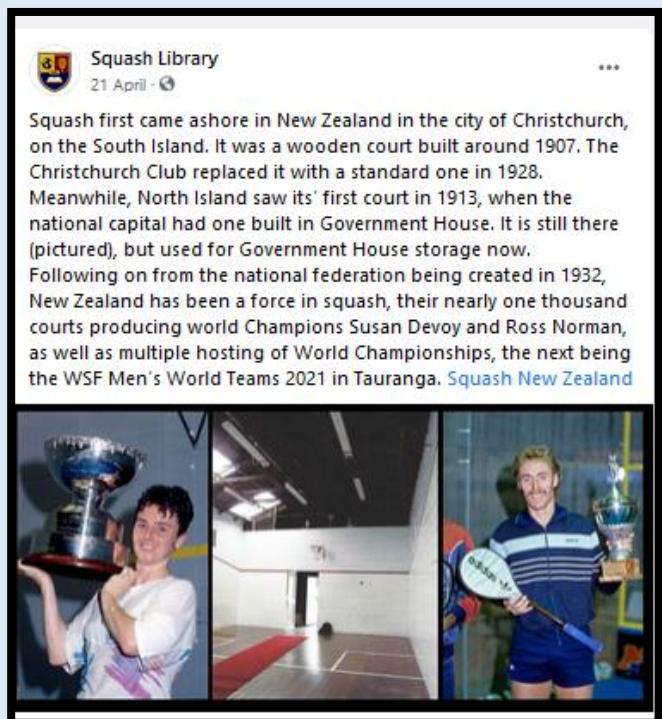 Squash Library
21 April ·
Squash first came ashore in New Zealand in the city of Christchurch,
on the South Island. It was a wooden court built around 1907. The
Christchurch Club replaced it with a standard one in 1928.
Meanwhile, North Island saw its' first court in 1913, when the
national capital had one built in Government House. It is still there
(pictured), but used for Government House storage now.
Following on from the national federation being created in 1932,
New Zealand has been a force in squash, their nearly one thousand
courts producing world Champions Susan Devoy and Ross Norman,
as well as multiple hosting of World Championships, the next being
the WSF Men's World Teams 2021 in Tauranga. Squash New Zealand
adidas